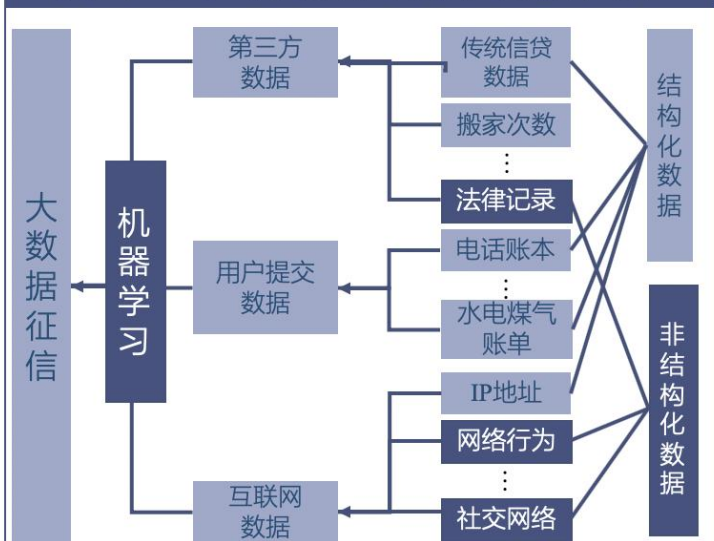 第三方
数据
传统信贷
数据
结构化数据
搬家次数
⋮
法律记录
大数据征信
机器学习
用户提交
数据
电话账本
⋮
水电煤气
账单
非结构化数据
IP地址
网络行为
⋮
互联网
数据
社交网络